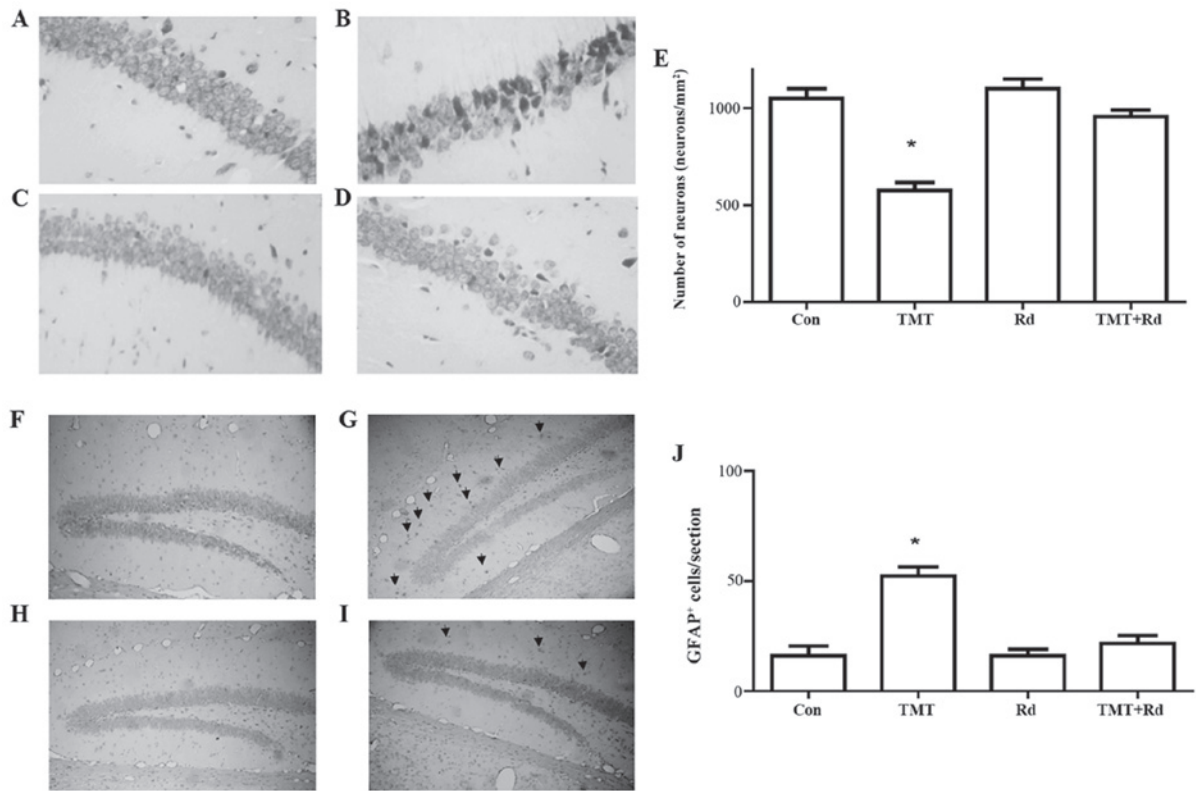 A
B
C
D
E
Number of neurons (neurons/mm²)
1000
500
0
Con TMT Rd TMT+Rd
*
F
G
H
I
J
GFAP⁺ cells/section
100
50
0
Con TMT Rd TMT+Rd
*